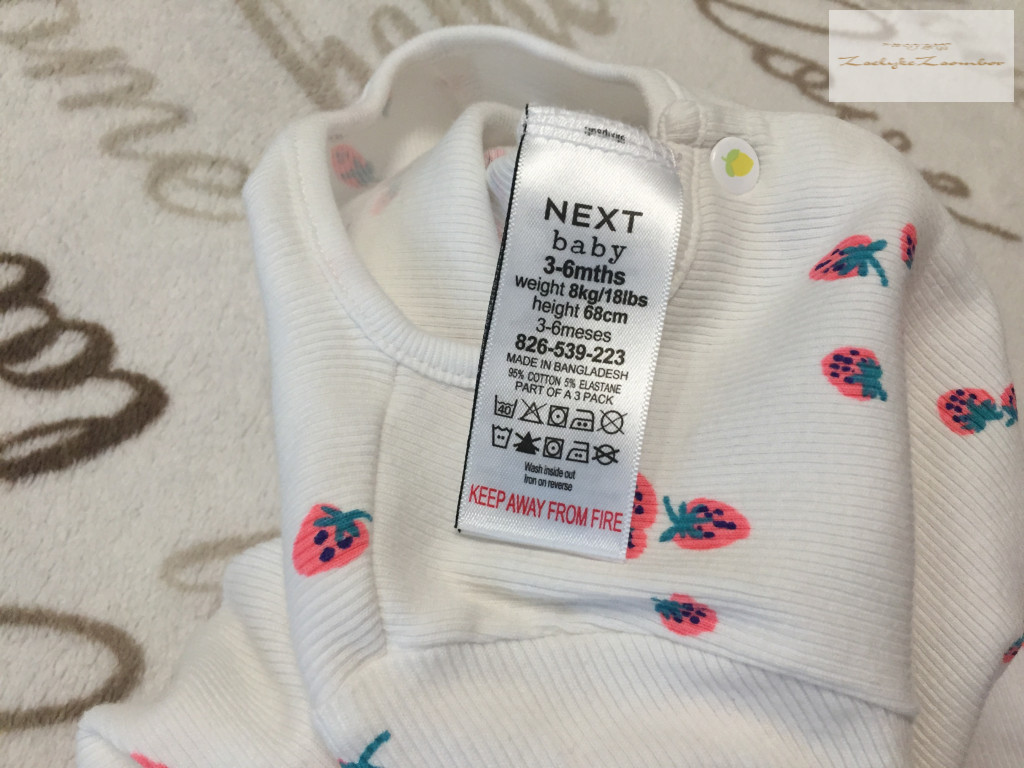 NEXT
baby
3-6mths
weight 8kg/18lbs
height 68cm
3-6meses
826-539-223
MADE IN BANGLADESH
95% COTTON 5% ELASTANE
PART OF A 3 PACK
40
Wash inside out
Iron on reverse
KEEP AWAY FROM FIRE